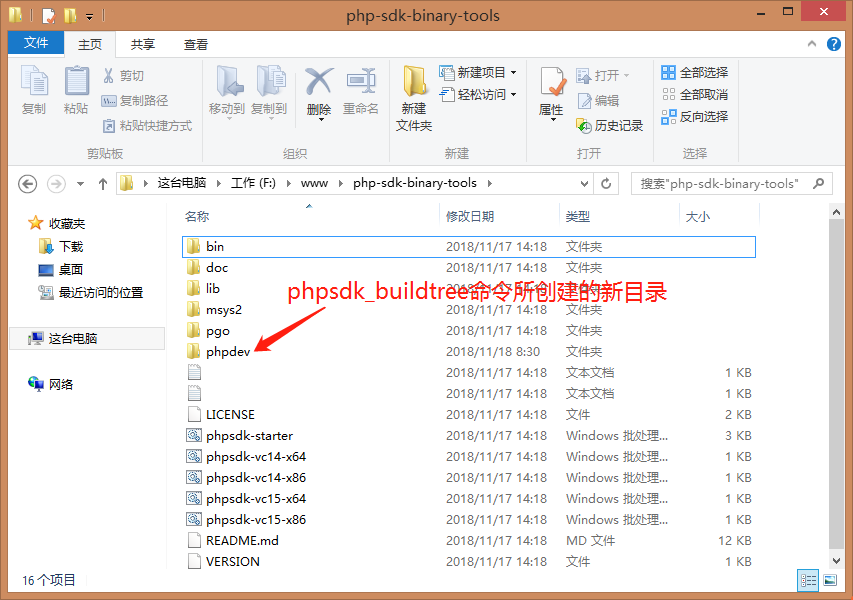 php-sdk-binary-tools
文件 主页 共享 查看
复制 粘贴 剪切 复制路径 粘贴快捷方式 剪贴板
移动到 复制到 删除 重命名 组织
新建文件夹 新建项目 轻松访问 新建
属性 打开 编辑 历史记录 打开
全部选择 全部取消 反向选择 选择
这台电脑 工作 (F:) www php-sdk-binary-tools 搜索"php-sdk-binary-tools"
收藏夹
下载
桌面
最近访问的位置
这台电脑
网络
名称 修改日期 类型 大小
bin 2018/11/17 14:18 文件夹
doc 2018/11/17 14:18 文件夹
lib 2018/11/17 14:18 文件夹
phpsdk_buildtree命令所创建的新目录
msys2 2018/11/17 14:18 文件夹
pgo 2018/11/17 14:18 文件夹
phpdev 2018/11/18 8:30 文件夹
2018/11/17 14:18 文本文档 1 KB
2018/11/17 14:18 文本文档 1 KB
LICENSE 2018/11/17 14:18 文件 2 KB
phpsdk-starter 2018/11/17 14:18 Windows 批处理... 3 KB
phpsdk-vc14-x64 2018/11/17 14:18 Windows 批处理... 1 KB
phpsdk-vc14-x86 2018/11/17 14:18 Windows 批处理... 1 KB
phpsdk-vc15-x64 2018/11/17 14:18 Windows 批处理... 1 KB
phpsdk-vc15-x86 2018/11/17 14:18 Windows 批处理... 1 KB
README.md 2018/11/17 14:18 MD 文件 12 KB
VERSION 2018/11/17 14:18 文件 1 KB
16 个项目